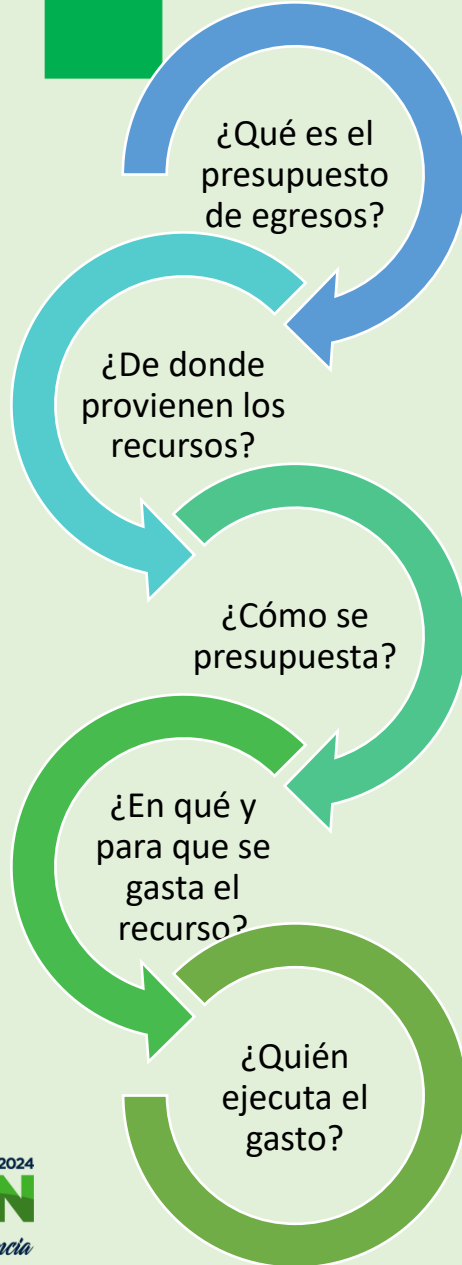 ¿Qué es el
presupuesto
de egresos?
¿De donde
provienen los
recursos?
¿Cómo se
presupuesta?
¿En qué y
para que se
gasta el
recurso?
¿Quién
ejecuta el
gasto?
2024
N
ncia